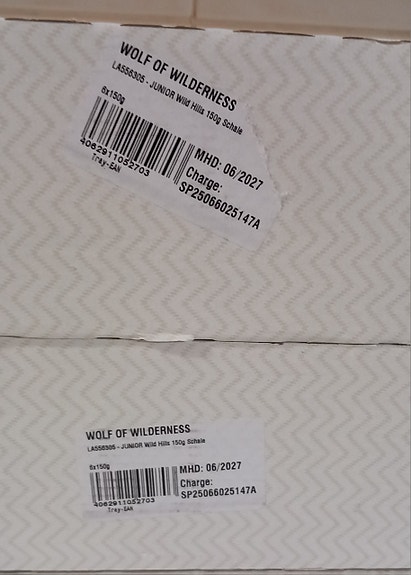 WOLF OF WILDERNESS
LA556305 - JUNIOR Wild Hills 150g Schale
6x150g
4062911052703
Tray-EAN
MHD: 06/2027
Charge:
SP25066025147A
WOLF OF WILDERNESS
LA556305 - JUNIOR Wild Hills 150g Schale
6x150g
4062911052703
Tray-EAN
MHD: 06/2027
Charge:
SP25066025147A